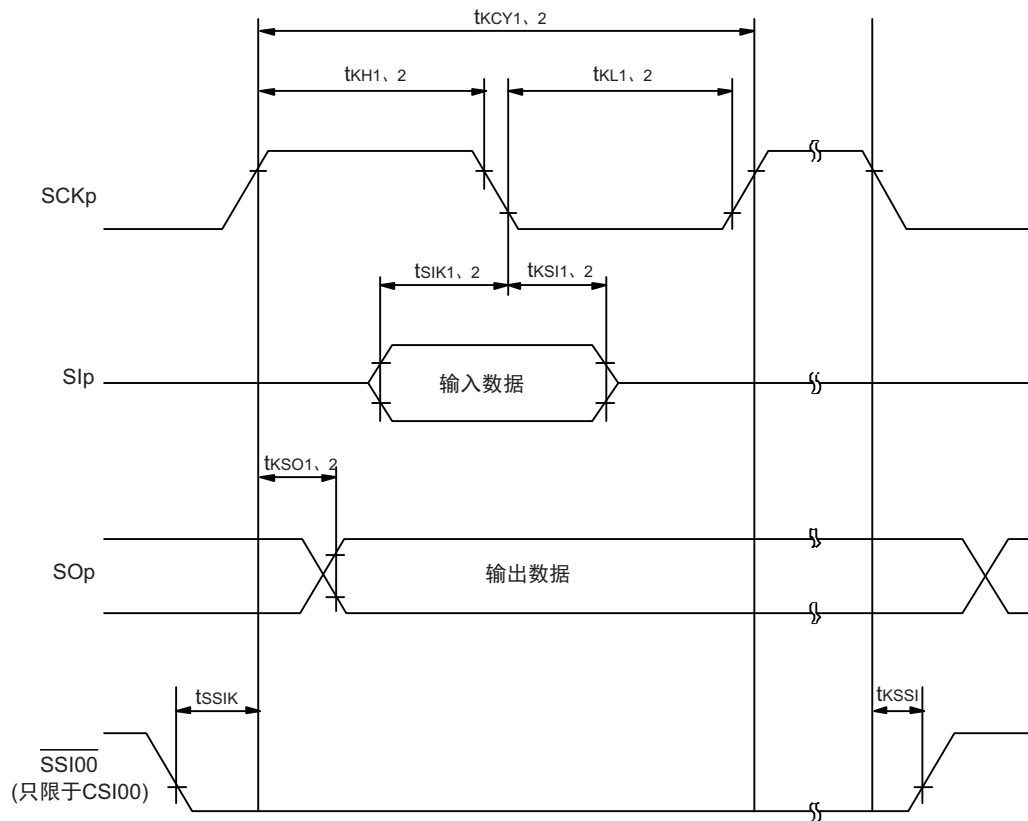 tKCY1、2
tKH1、2
tKL1、2
SCKp
tSIK1、2
tKSI1、2
SIp
输入数据
tKSO1、2
SOp
输出数据
tSSIK
tKSSI
SSI00
(只限于CSI00)